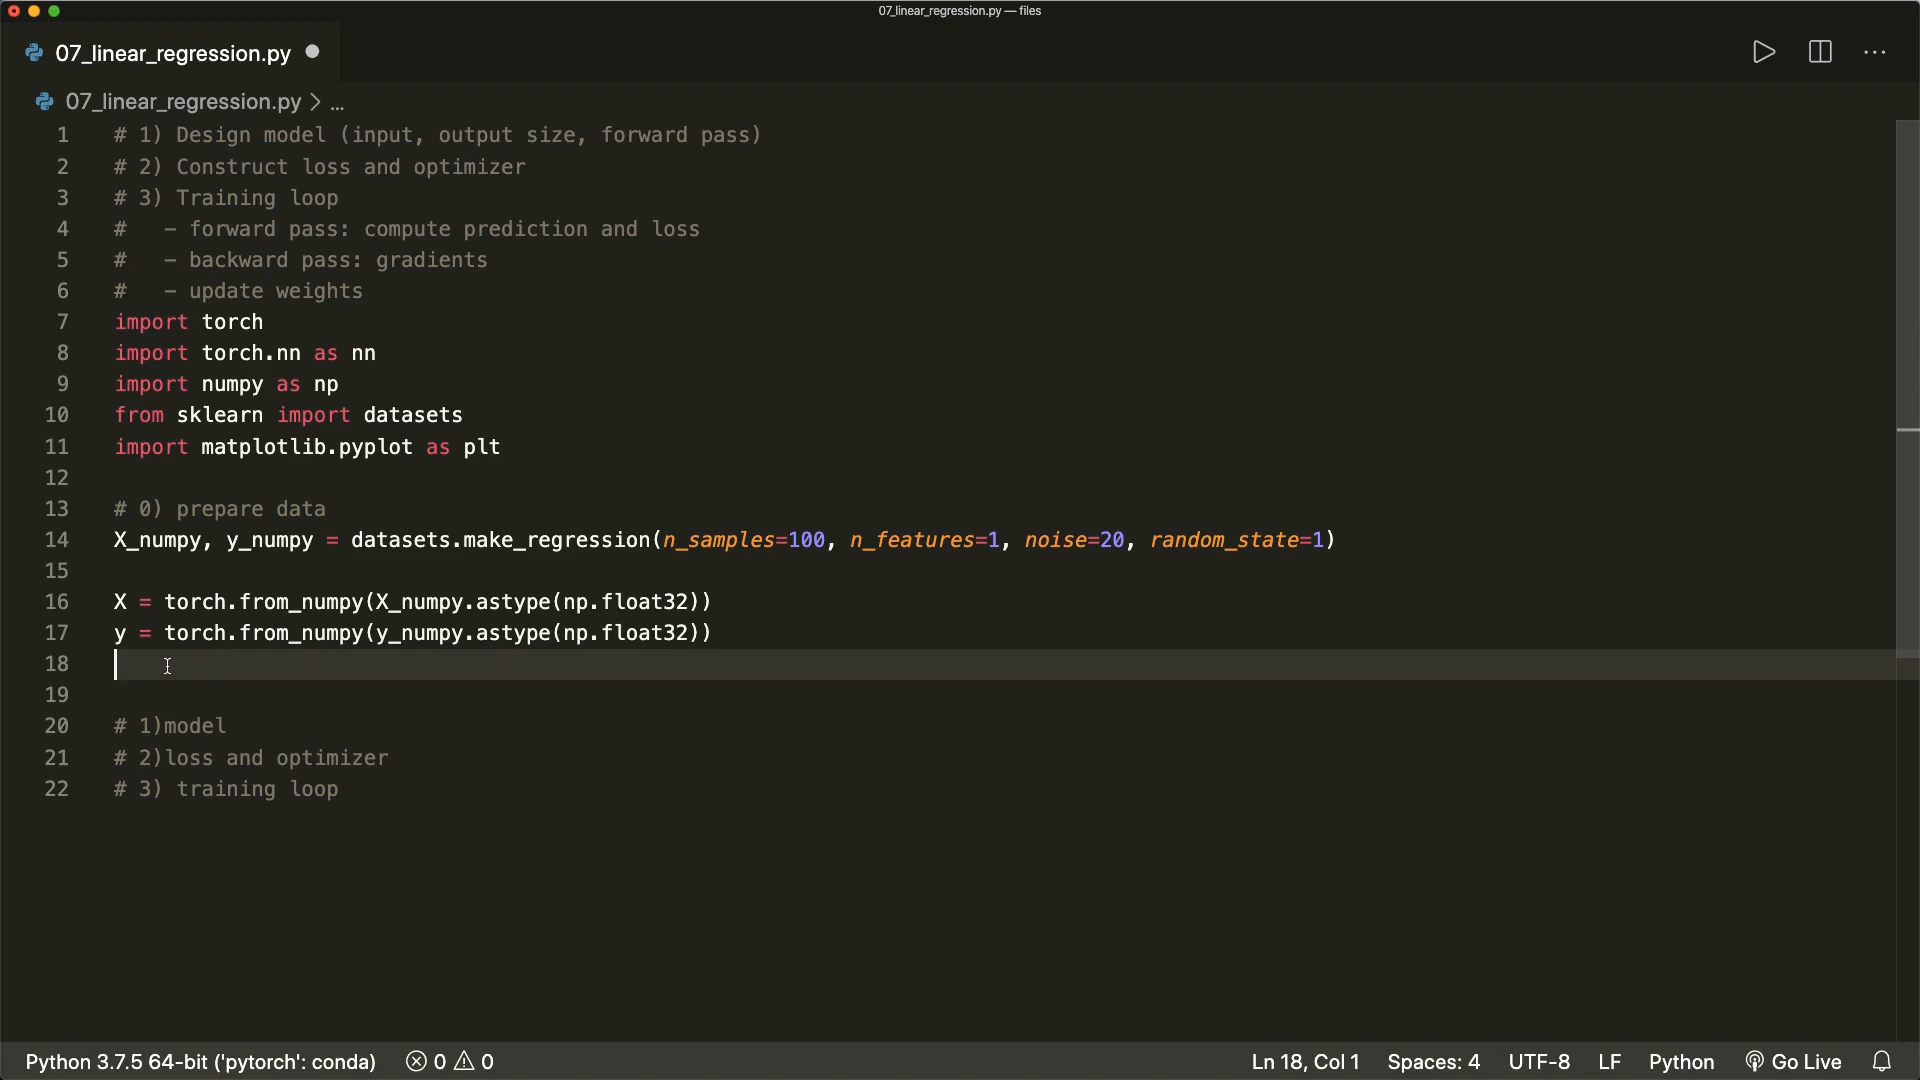 07_linear_regression.py — files
07_linear_regression.py
07_linear_regression.py > ...
1 # 1) Design model (input, output size, forward pass)
2 # 2) Construct loss and optimizer
3 # 3) Training loop
4 #   - forward pass: compute prediction and loss
5 #   - backward pass: gradients
6 #   - update weights
7 import torch
8 import torch.nn as nn
9 import numpy as np
10 from sklearn import datasets
11 import matplotlib.pyplot as plt
12
13 # 0) prepare data
14 X_numpy, y_numpy = datasets.make_regression(n_samples=100, n_features=1, noise=20, random_state=1)
15
16 X = torch.from_numpy(X_numpy.astype(np.float32))
17 y = torch.from_numpy(y_numpy.astype(np.float32))
18
19
20 # 1)model
21 # 2)loss and optimizer
22 # 3) training loop
Python 3.7.5 64-bit ('pytorch': conda) 0 0 Ln 18, Col 1 Spaces: 4 UTF-8 LF Python Go Live